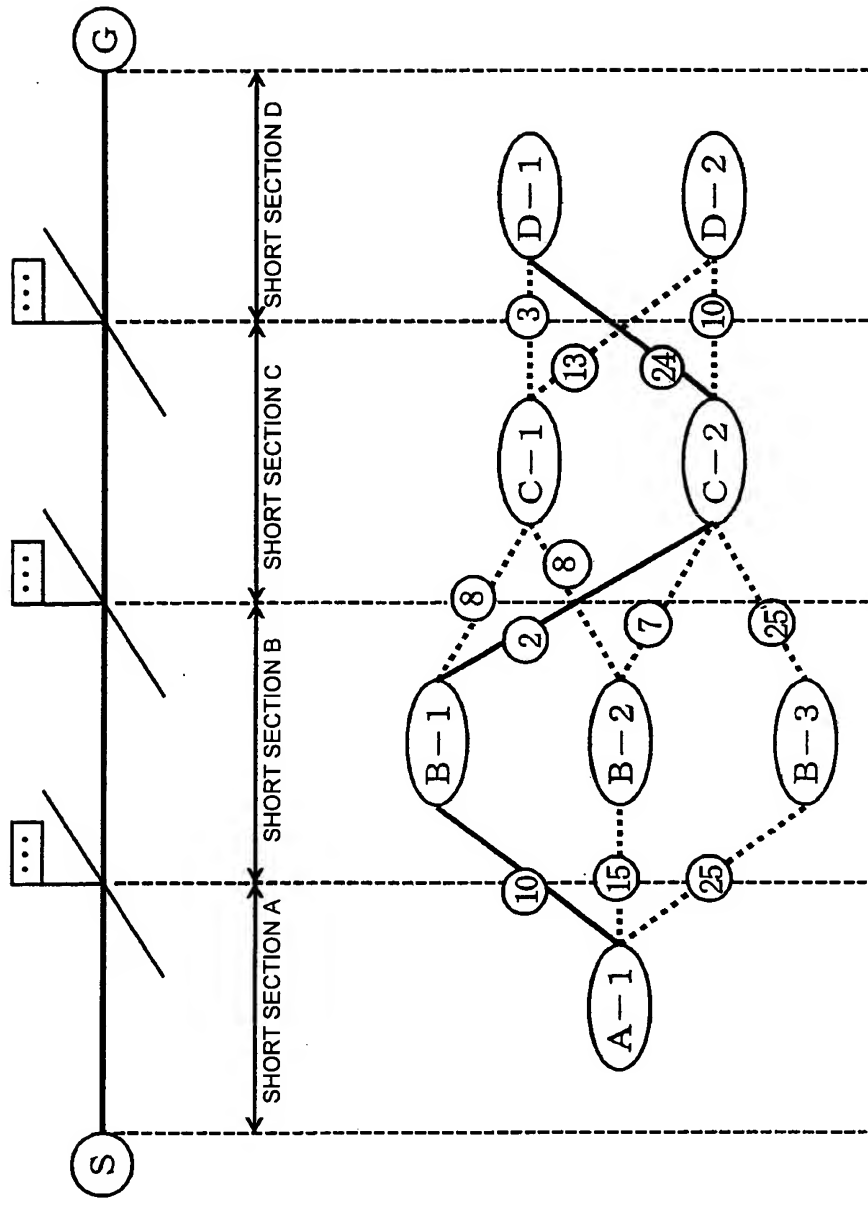 S
G
...
...
...
SHORT SECTION A
SHORT SECTION B
SHORT SECTION C
SHORT SECTION D
A-1
10
15
25
B-1
B-2
B-3
8
8
2
7
25
C-1
C-2
3
13
24
10
D-1
D-2